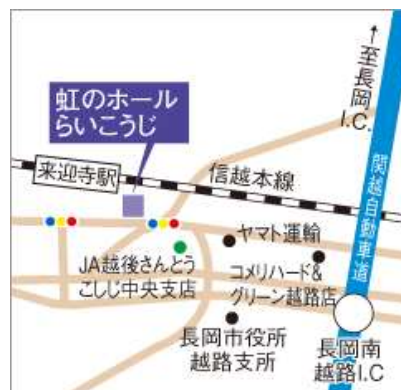 ↑至長岡I.C.
虹のホール
らいこうじ
来迎寺駅
信越本線
関越自動車道
ヤマト運輸
JA越後さんとう
こしじ中央支店
コメリハード&
グリーン越路店
長岡市役所
越路支所
長岡南
越路I.C